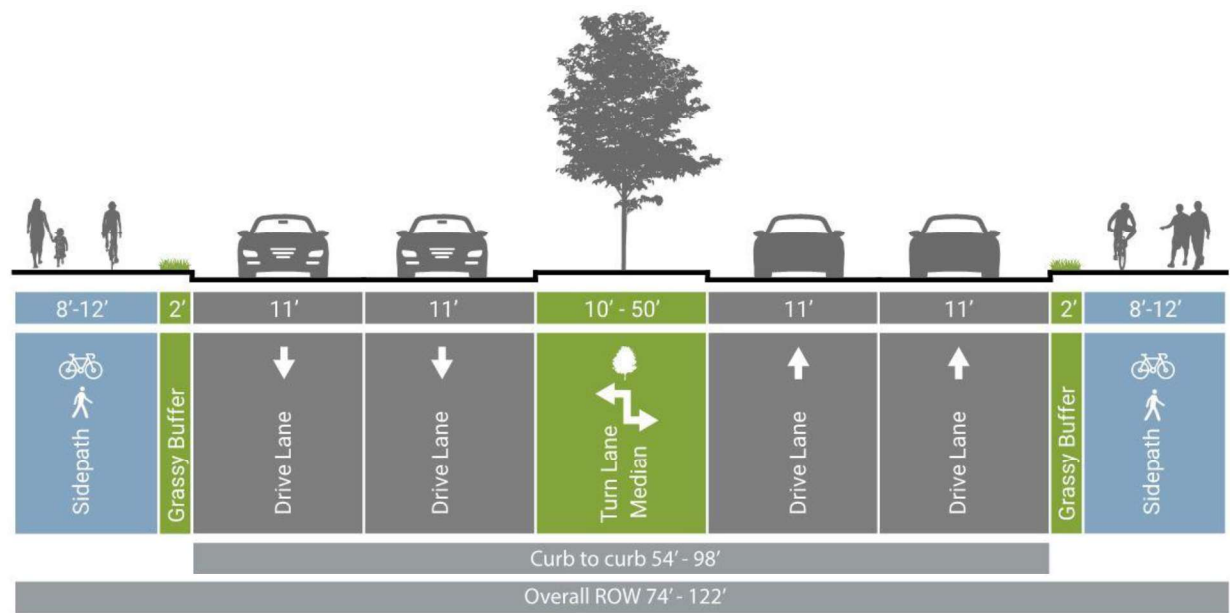 8'-12'
2'
11'
11'
10' - 50'
11'
11'
2'
8'-12'
Sidepath
Grassy Buffer
Drive Lane
Drive Lane
Turn Lane
Median
Drive Lane
Drive Lane
Grassy Buffer
Sidepath
Curb to curb 54' - 98'
Overall ROW 74' - 122'